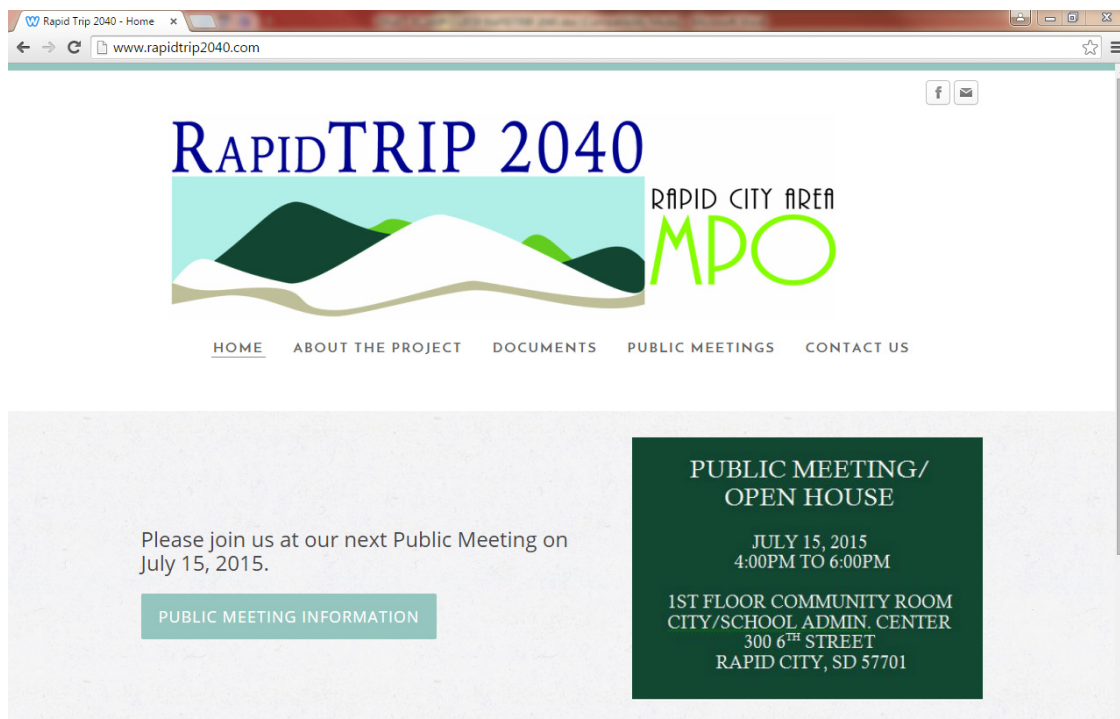 Rapid Trip 2040 - Home
www.rapidtrip2040.com
RAPIDTRIP 2040
RAPID CITY AREA
MPO
HOME ABOUT THE PROJECT DOCUMENTS PUBLIC MEETINGS CONTACT US
Please join us at our next Public Meeting on
July 15, 2015.
PUBLIC MEETING INFORMATION
PUBLIC MEETING/
OPEN HOUSE
JULY 15, 2015
4:00PM TO 6:00PM
1ST FLOOR COMMUNITY ROOM
CITY/SCHOOL ADMIN. CENTER
300 6TH STREET
RAPID CITY, SD 57701